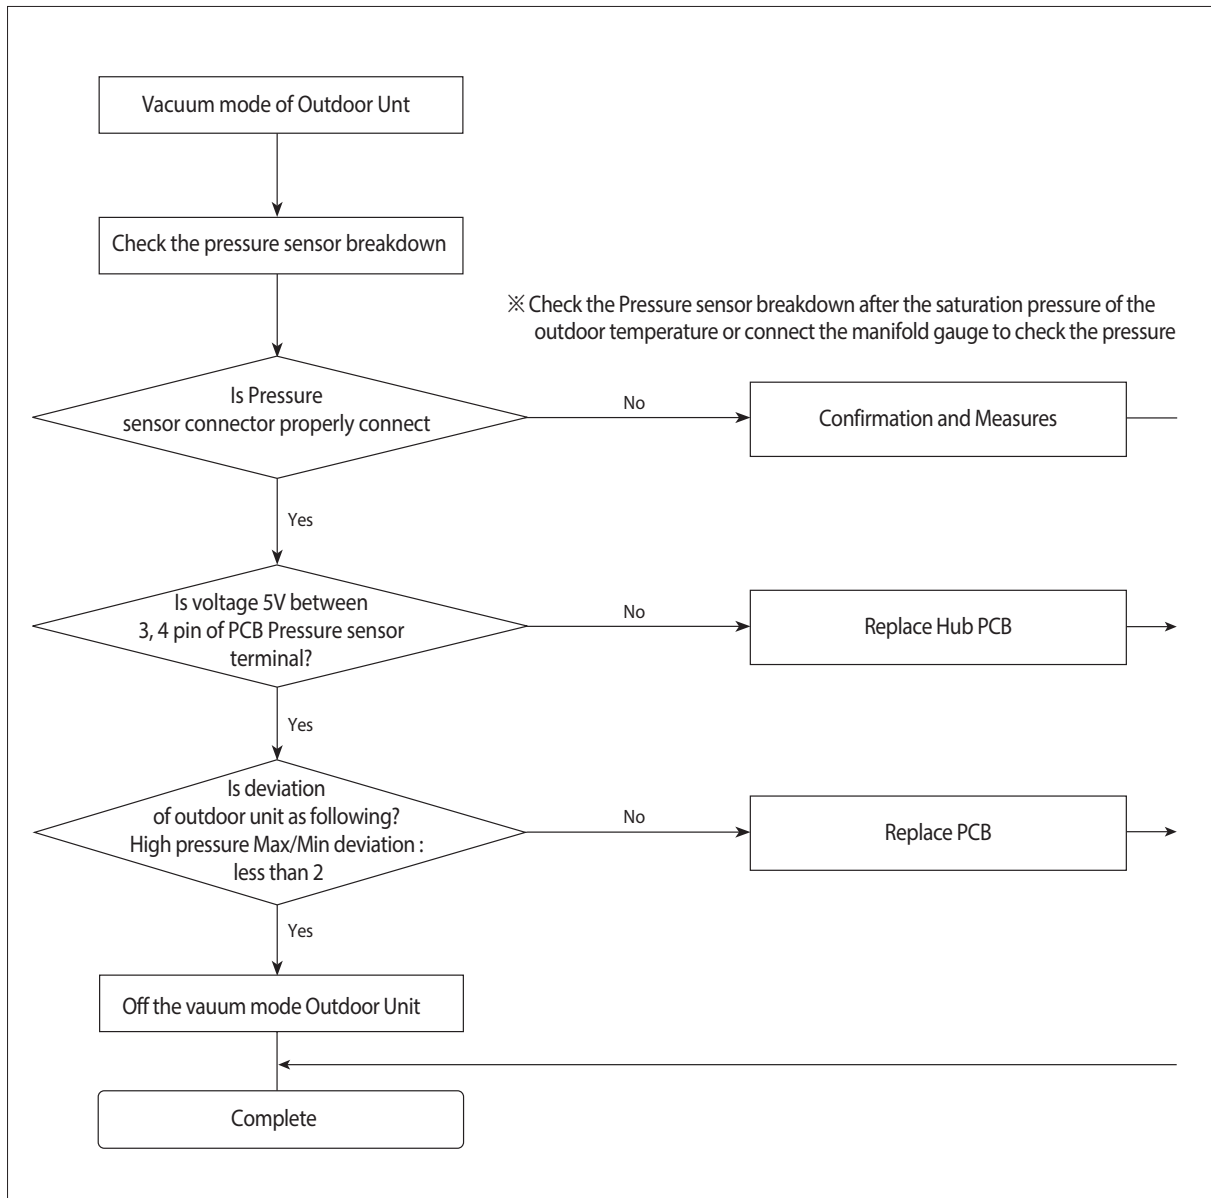 Vacuum mode of Outdoor Unt
Check the pressure sensor breakdown
※ Check the Pressure sensor breakdown after the saturation pressure of the
outdoor temperature or connect the manifold gauge to check the pressure
Is Pressure
sensor connector properly connect
No
Confirmation and Measures
Yes
Is voltage 5V between
3, 4 pin of PCB Pressure sensor
terminal?
No
Replace Hub PCB
Yes
Is deviation
of outdoor unit as following?
High pressure Max/Min deviation :
less than 2
No
Replace PCB
Yes
Off the vauum mode Outdoor Unit
Complete